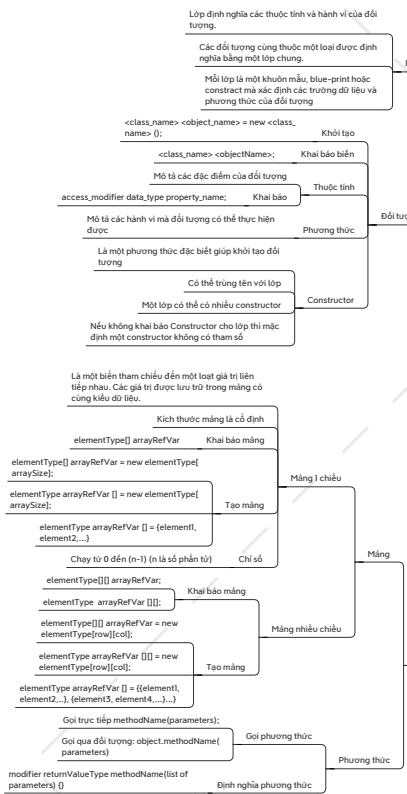 Lớp định nghĩa các thuộc tính và hành vi của đối
tượng.
Các đối tượng cùng thuộc một loại được định
nghĩa bằng một lớp chung.
Mỗi lớp là một khuôn mẫu, blue-print hoặc
constract mà xác định các trường dữ liệu và
phương thức của đối tượng
<class_name> <object_name> = new <class_
name> ();
Khởi tạo
<class_name> <objectName>;
Khai báo biến
Mô tả các đặc điểm của đối tượng
Thuộc tính
access_modifier data_type property_name;
Khai báo
Mô tả các hành vi mà đối tượng có thể thực hiện
được
Phương thức
Đối tượ
Là một phương thức đặc biệt giúp khởi tạo đối
tượng
Có thể trùng tên với lớp
Một lớp có thể có nhiều constructor
Constructor
Nếu không khai báo Constructor cho lớp thì mặc
định một constructor không có tham số
Là một biến tham chiếu đến một loạt giá trị liên
tiếp nhau. Các giá trị được lưu trữ trong mảng có
cùng kiểu dữ liệu.
Kích thước mảng là cố định
elementType[] arrayRefVar
Khai báo mảng
elementType[] arrayRefVar = new elementType[
arraySize];
elementType arrayRefVar [] = new elementType[
arraySize];
Tạo mảng
elementType arrayRefVar [] = {element1,
element2,...}
Chạy từ 0 đến (n-1) (n là số phần tử)
Chỉ số
Mảng 1 chiều
Mảng
elementType[][] arrayRefVar;
Khai báo mảng
elementType arrayRefVar [][];
elementType[][] arrayRefVar = new
elementType[row][col];
elementType arrayRefVar [][] = new
elementType[row][col];
Tạo mảng
elementType arrayRefVar [] = {{element1,
element2,..}, {element3, element4,...}...}
Mảng nhiều chiều
Gọi trực tiếp methodName(parameters);
Gọi phương thức
Gọi qua đối tượng: object.methodName(
parameters)
Phương thức
modifier returnValueType methodName(list of
parameters) {}
Định nghĩa phương thức